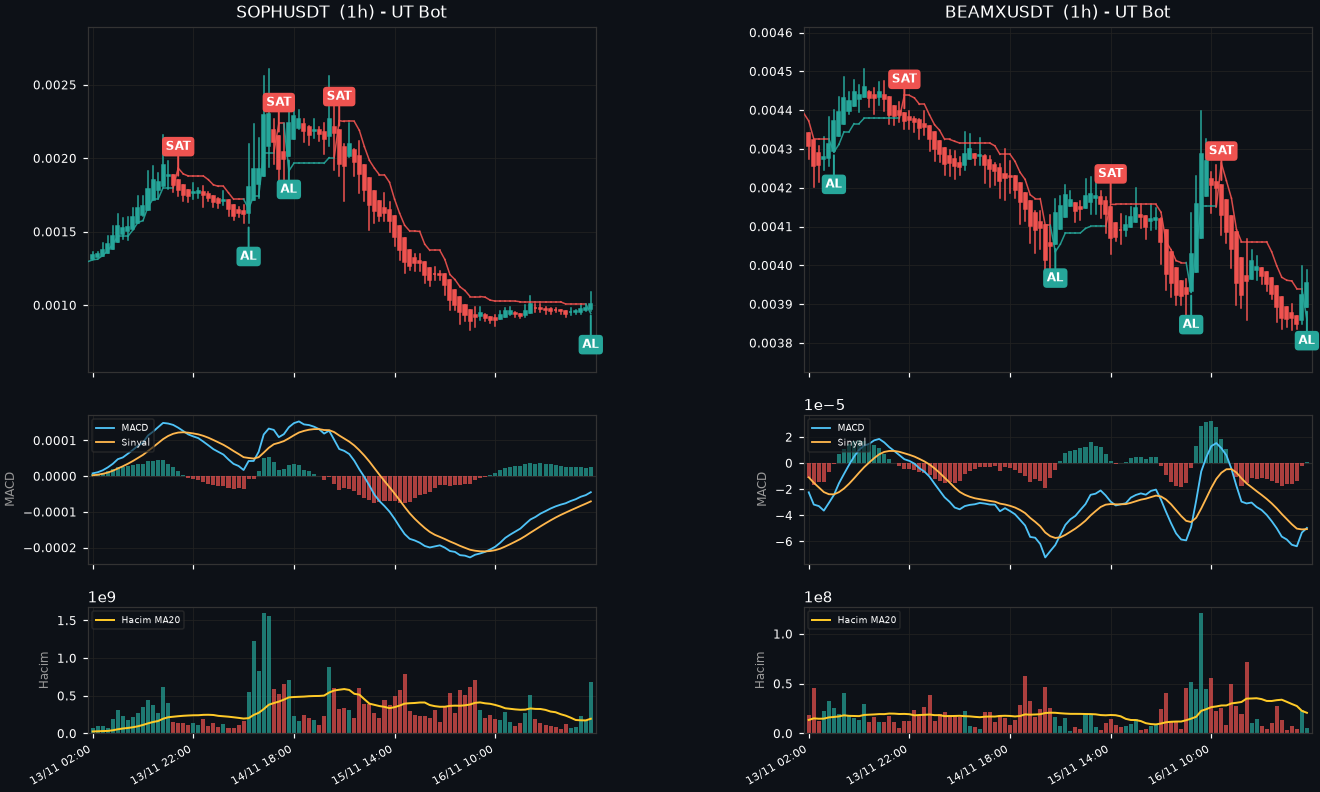 SOPHUSDT (1h) - UT Bot
0.0025
0.0020
0.0015
0.0010
SAT
AL
SAT
AL
SAT
AL
MACD
0.0001
0.0000
−0.0001
−0.0002
MACD
Sinyal
1e9
Hacim
1.5
1.0
0.5
0.0
Hacim MA20
13/11 02:00
13/11 22:00
14/11 18:00
15/11 14:00
16/11 10:00
BEAMXUSDT (1h) - UT Bot
0.0046
0.0045
0.0044
0.0043
0.0042
0.0041
0.0040
0.0039
0.0038
AL
SAT
AL
SAT
AL
SAT
AL
1e−5
MACD
2
0
−2
−4
−6
MACD
Sinyal
1e8
Hacim
1.0
0.5
0.0
Hacim MA20
13/11 02:00
13/11 22:00
14/11 18:00
15/11 14:00
16/11 10:00